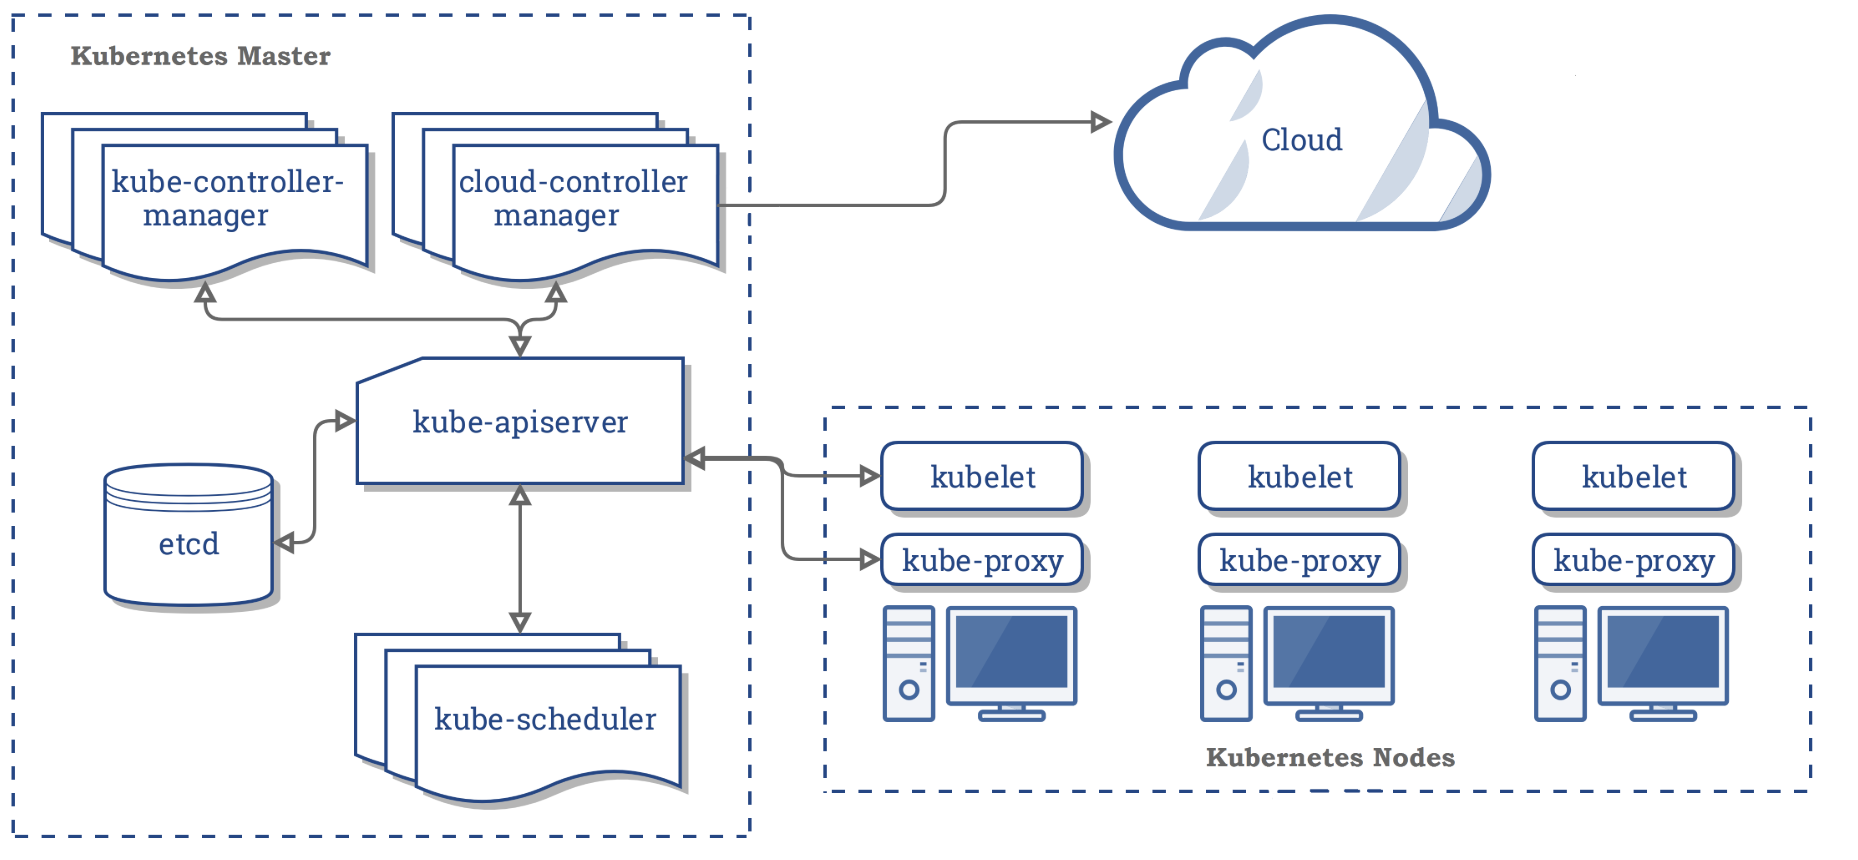 Kubernetes Master
kube-controller-
manager
cloud-controller
manager
Cloud
kube-apiserver
etcd
kube-scheduler
kubelet
kubelet
kubelet
kube-proxy
kube-proxy
kube-proxy
Kubernetes Nodes